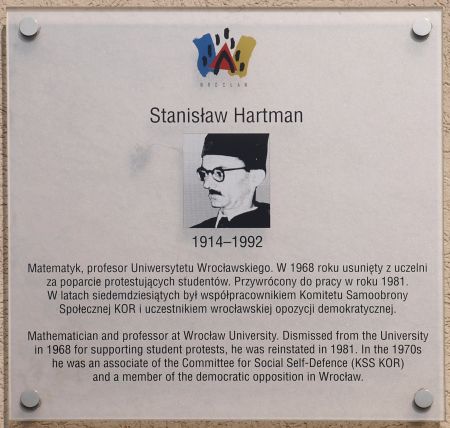 WROCŁAW
Stanisław Hartman
1914–1992
Matematyk, profesor Uniwersytetu Wrocławskiego. W 1968 roku usunięty z uczelni
za poparcie protestujących studentów. Przywrócony do pracy w roku 1981.
W latach siedemdziesiątych był współpracownikiem Komitetu Samoobrony
Społecznej KOR i uczestnikiem wrocławskiej opozycji demokratycznej.
Mathematician and professor at Wrocław University. Dismissed from the University
in 1968 for supporting student protests, he was reinstated in 1981. In the 1970s
he was an associate of the Committee for Social Self-Defence (KSS KOR)
and a member of the democratic opposition in Wrocław.